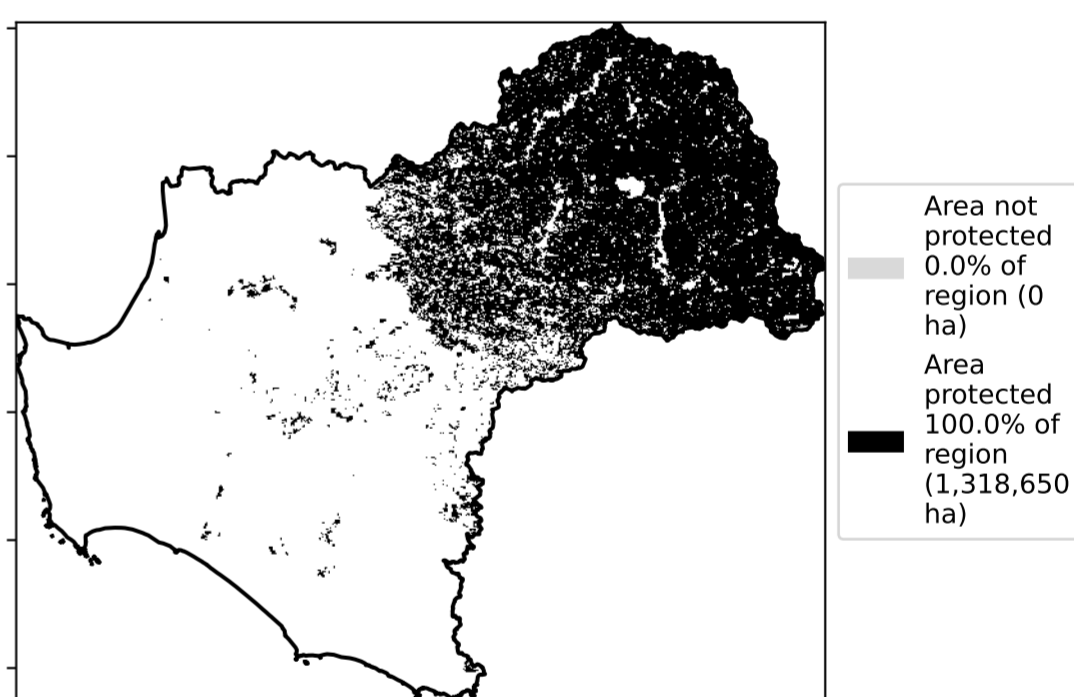 Area not
protected
0.0% of
region (0
ha)
Area
protected
100.0% of
region
(1,318,650
ha)